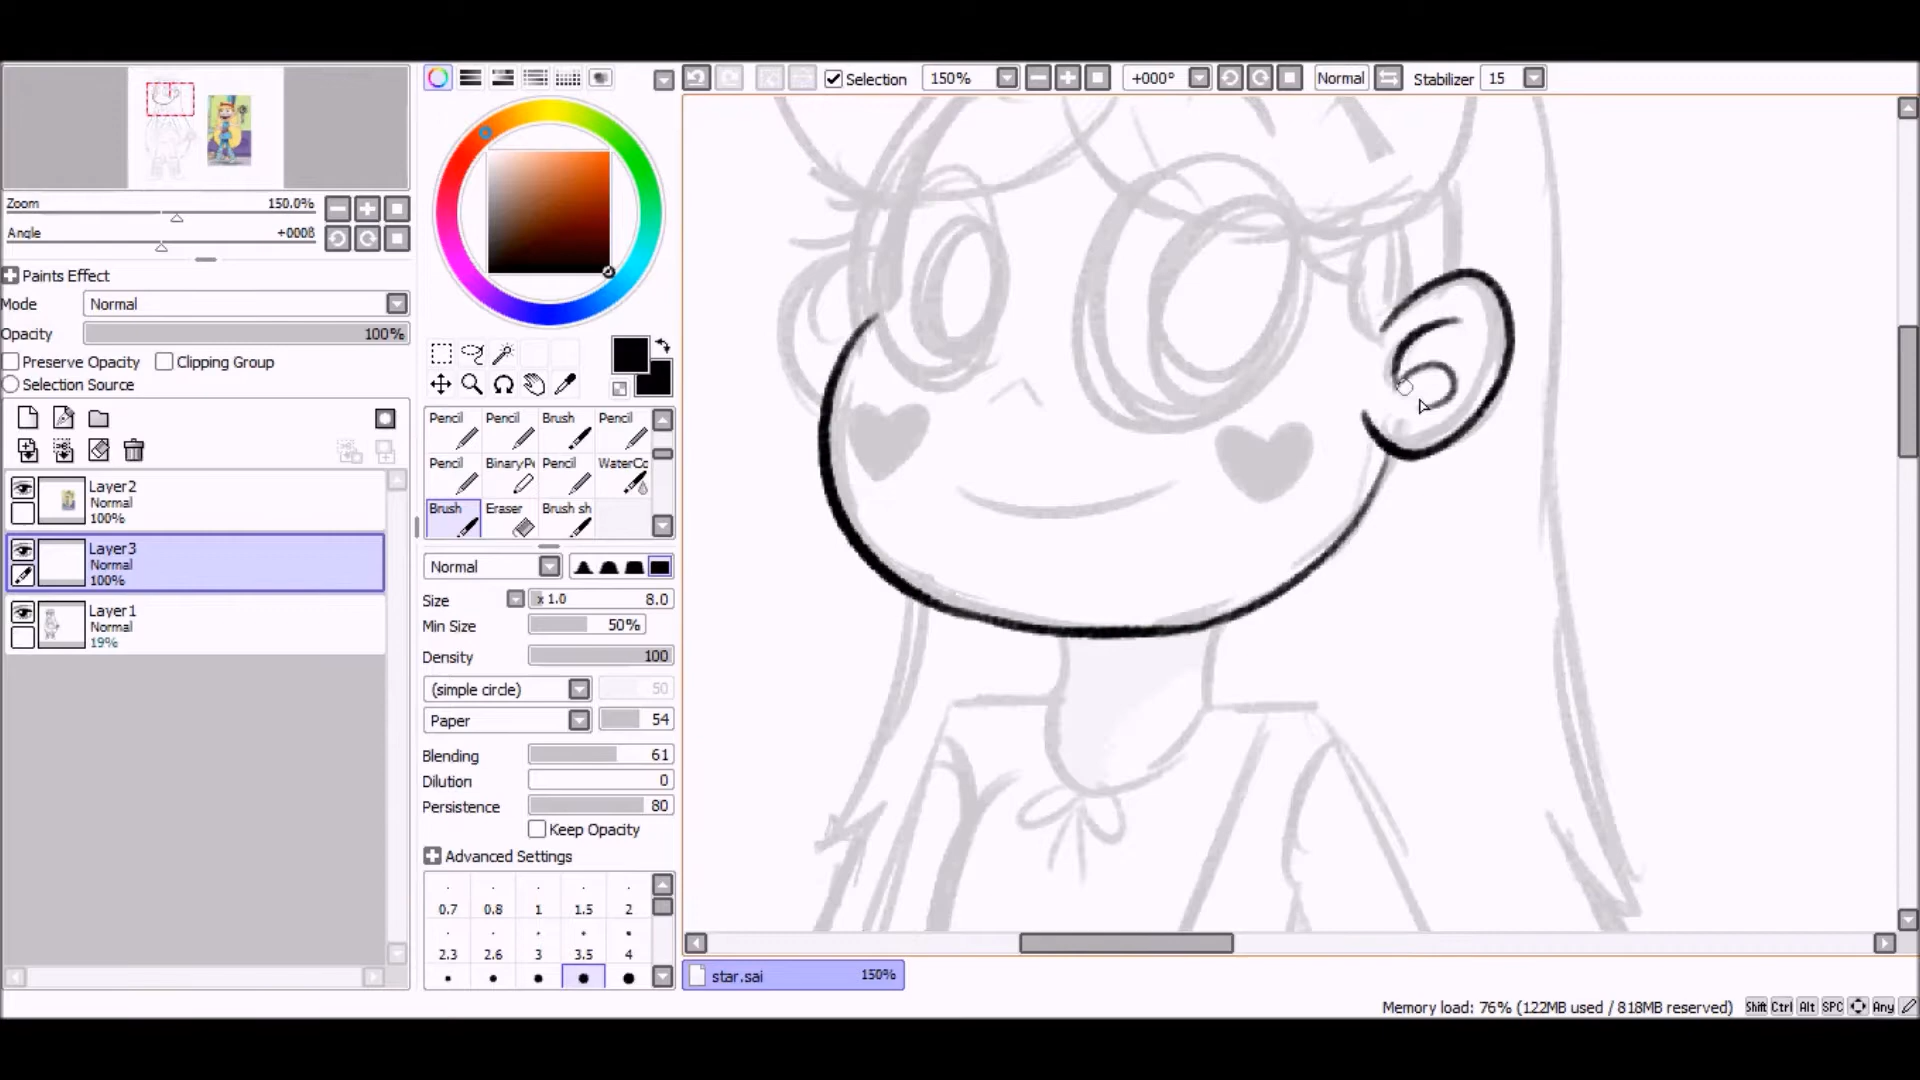 Selection 150% +000° Normal Stabilizer 15
Zoom 150.0%
Angle +0008
Paints Effect
Mode Normal
Opacity 100%
Preserve Opacity Clipping Group
Selection Source
Layer2
Normal
100%
Layer3
Normal
100%
Layer1
Normal
19%
Pencil Pencil Brush Pencil
Pencil BinaryPe Pencil WaterCo
Brush Eraser Brush sh
Normal
Size x 1.0 8.0
Min Size 50%
Density 100
(simple circle) 50
Paper 54
Blending 61
Dilution 0
Persistence 80
Keep Opacity
Advanced Settings
0.7 0.8 1 1.5 2
2.3 2.6 3 3.5 4
star.sai 150%
Memory load: 76% (122MB used / 818MB reserved) Shift Ctrl Alt SPC Any